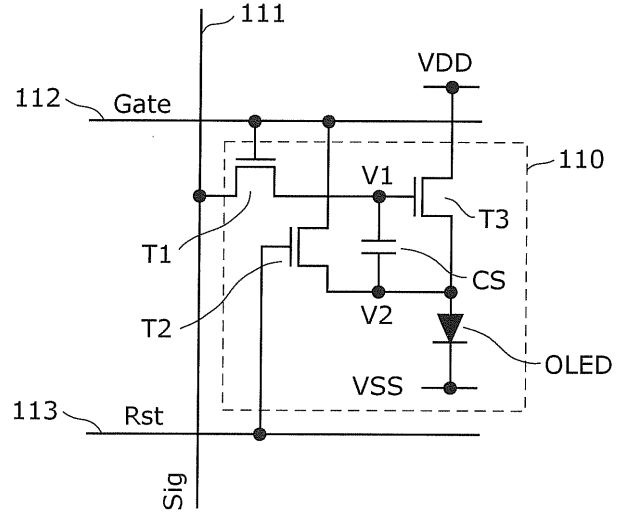 111
VDD
112
Gate
110
V1
T3
T1
CS
T2
V2
OLED
VSS
113
Rst
Sig